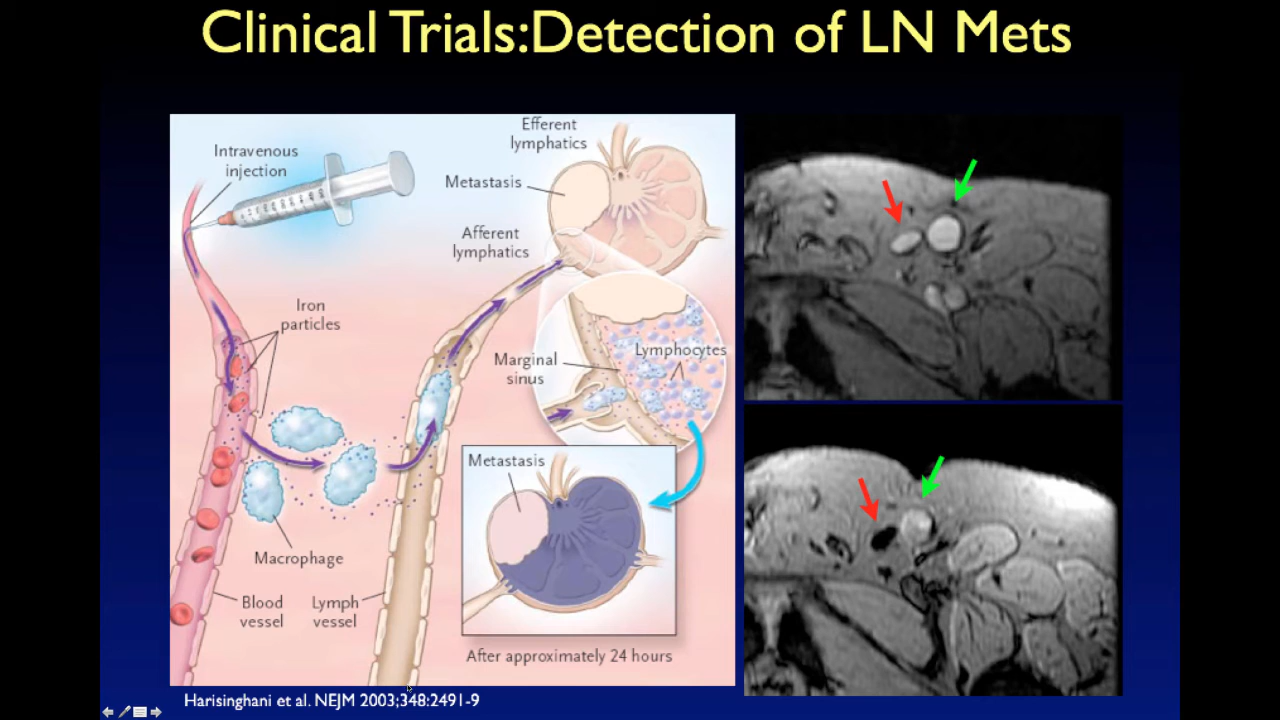 Clinical Trials:Detection of LN Mets
Intravenous
injection
Efferent
lymphatics
Metastasis
Afferent
lymphatics
Iron
particles
Marginal
sinus
Lymphocytes
Metastasis
Macrophage
Blood
vessel
Lymph
vessel
After approximately 24 hours
Harisinghani et al. NEJM 2003;348:2491-9